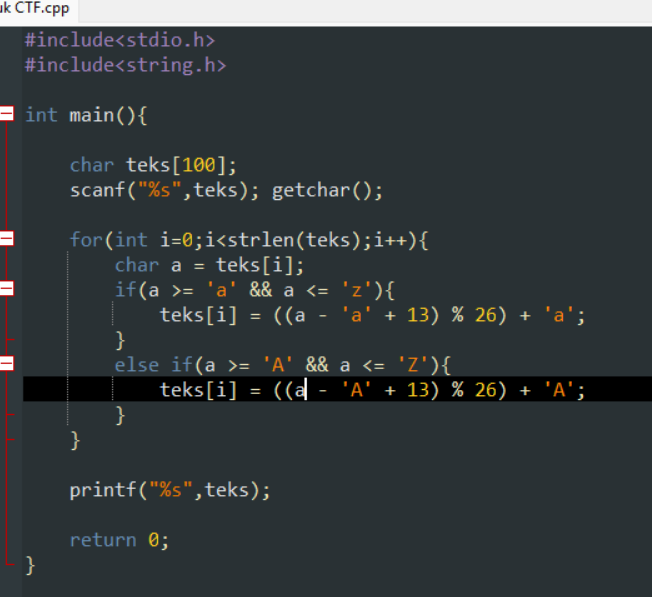 uk CTF.cpp
#include<stdio.h>
#include<string.h>
int main(){
char teks[100];
scanf("%s",teks); getchar();
for(int i=0;i<strlen(teks);i++){
char a = teks[i];
if(a >= 'a' && a <= 'z'){
teks[i] = ((a - 'a' + 13) % 26) + 'a';
}
else if(a >= 'A' && a <= 'Z'){
teks[i] = ((a - 'A' + 13) % 26) + 'A';
}
}
printf("%s",teks);
return 0;
}